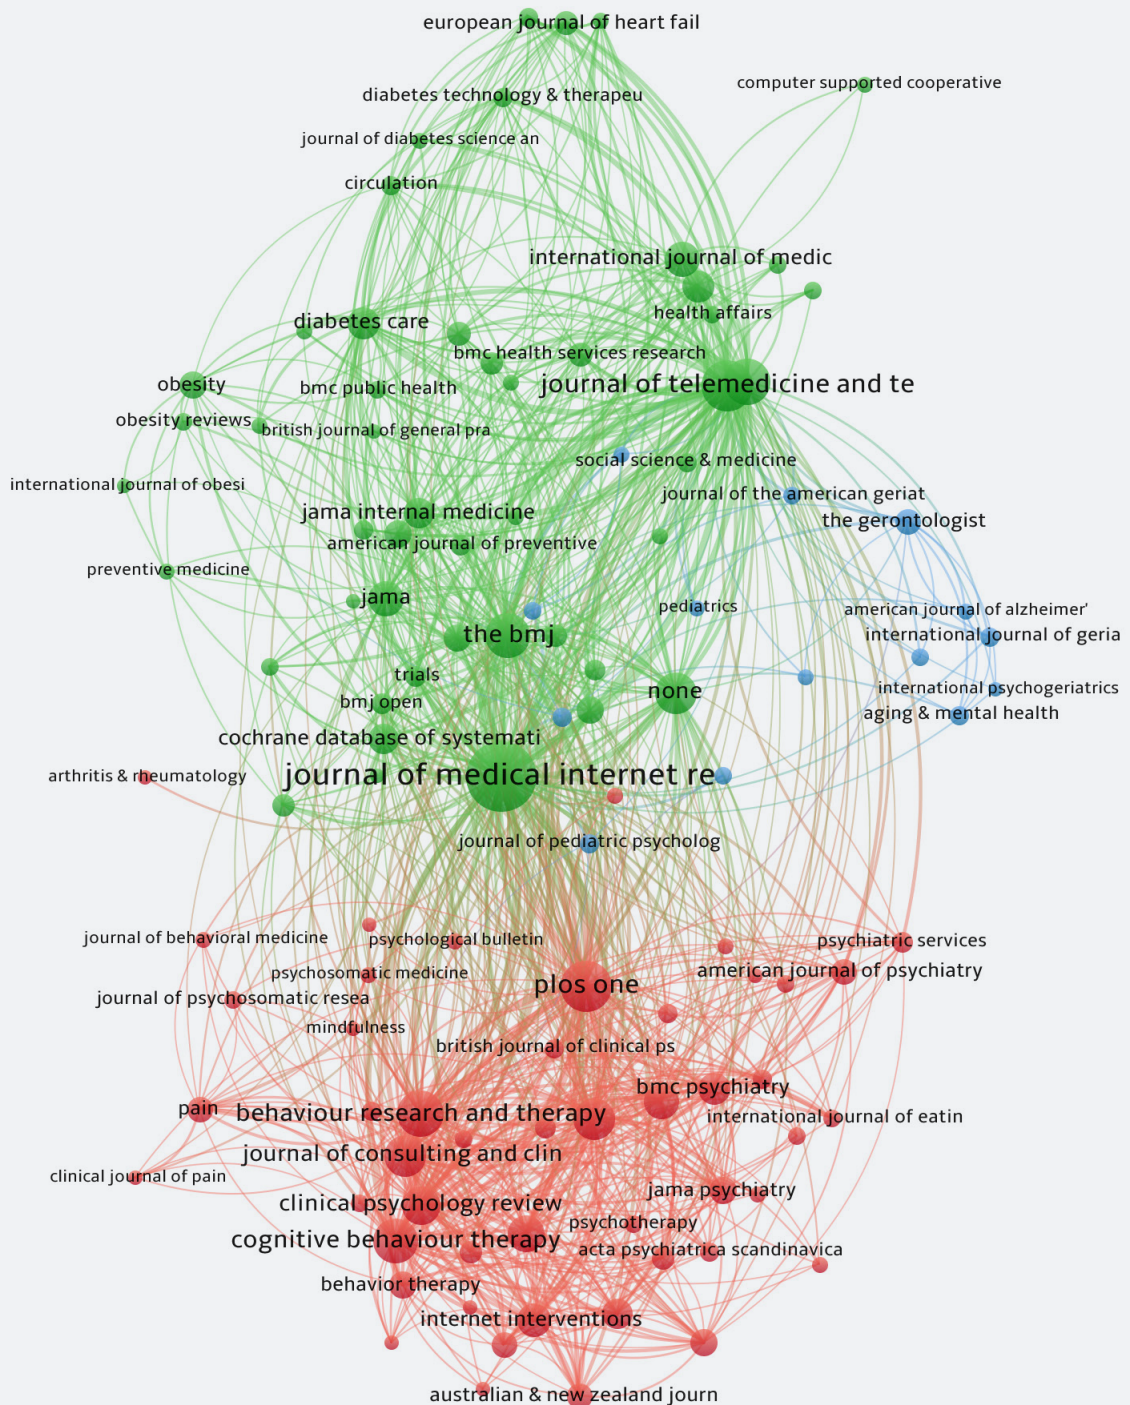 european journal of heart fail
computer supported cooperative
diabetes technology & therapeu
journal of diabetes science an
circulation
international journal of medic
health affairs
diabetes care
bmc health services research
journal of telemedicine and te
obesity
bmc public health
obesity reviews
british journal of general pra
social science & medicine
international journal of obesi
journal of the american geriat
jama internal medicine
the gerontologist
american journal of preventive
preventive medicine
jama
pediatrics
american journal of alzheimer'
the bmj
international journal of geria
trials
none
international psychogeriatrics
bmj open
aging & mental health
cochrane database of systemati
arthritis & rheumatology
journal of medical internet re
journal of pediatric psycholog
journal of behavioral medicine
psychological bulletin
psychiatric services
psychosomatic medicine
american journal of psychiatry
plos one
journal of psychosomatic resea
mindfulness
british journal of clinical ps
bmc psychiatry
pain
behaviour research and therapy
international journal of eatin
journal of consulting and clin
clinical journal of pain
jama psychiatry
clinical psychology review
psychotherapy
cognitive behaviour therapy
acta psychiatrica scandinavica
behavior therapy
internet interventions
australian & new zealand journ